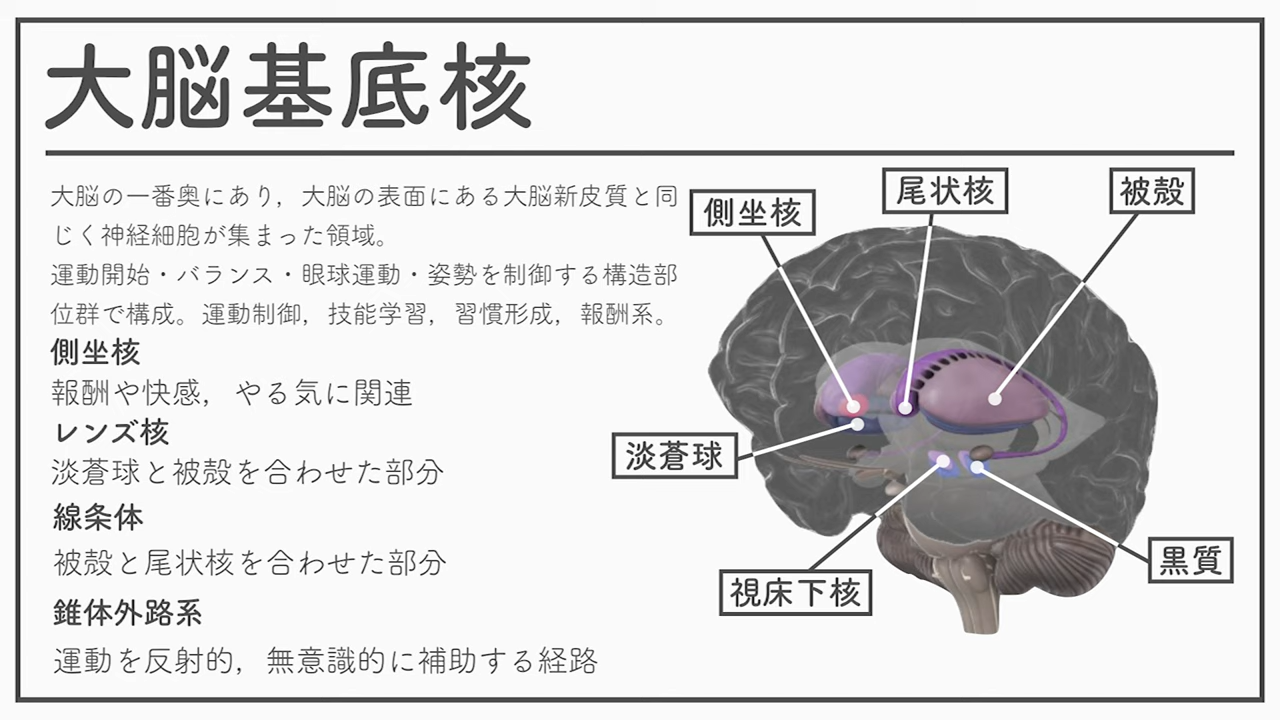 大脳基底核
大脳の一番奥にあり，大脳の表面にある大脳新皮質と同
じく神経細胞が集まった領域。
運動開始・バランス・眼球運動・姿勢を制御する構造部
位群で構成。運動制御，技能学習，習慣形成，報酬系。
側坐核
報酬や快感，やる気に関連
レンズ核
淡蒼球と被殻を合わせた部分
線条体
被殻と尾状核を合わせた部分
錐体外路系
運動を反射的，無意識的に補助する経路
側坐核
尾状核
被殻
淡蒼球
視床下核
黒質